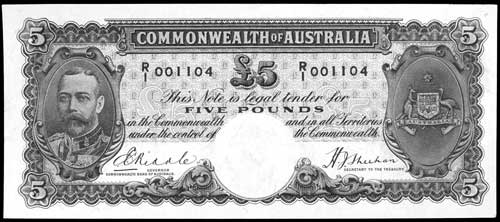 5 COMMONWEALTH OF AUSTRALIA 5
R/1 001104 £5 R/1 001104
This Note is legal tender for
FIVE POUNDS
in the Commonwealth and in all Territories
under the control of the Commonwealth.
E Riddle H.J. Sheehan
GOVERNOR SECRETARY TO THE TREASURY
COMMONWEALTH BANK OF AUSTRALIA
5 5